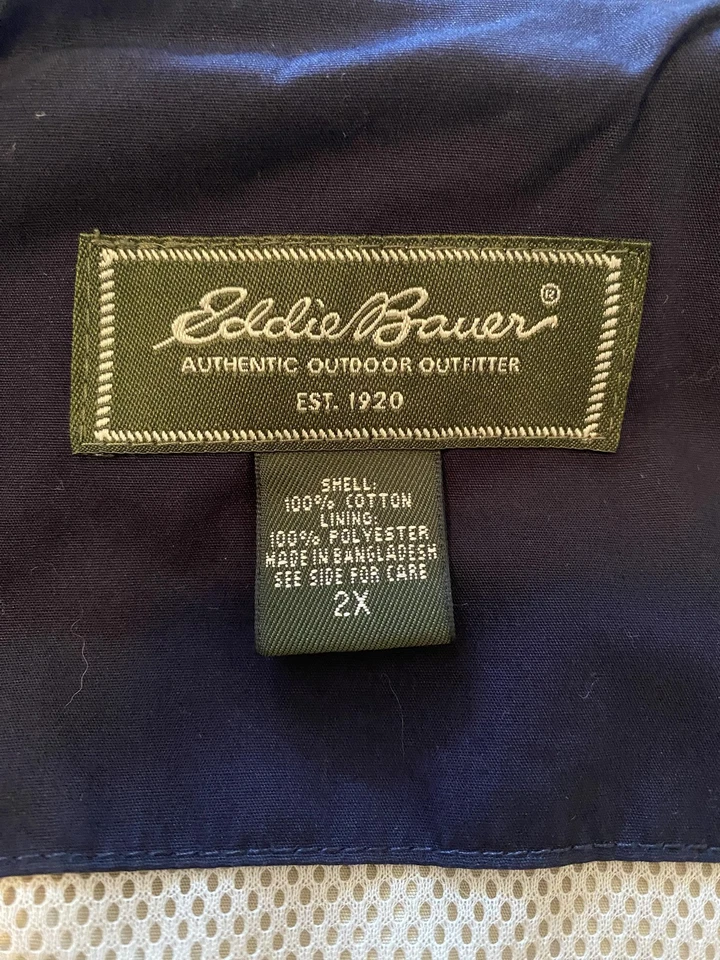 Eddie Bauer®
AUTHENTIC OUTDOOR OUTFITTER
EST. 1920
SHELL:
100% COTTON
LINING:
100% POLYESTER
MADE IN BANGLADESH
SEE SIDE FOR CARE
2X